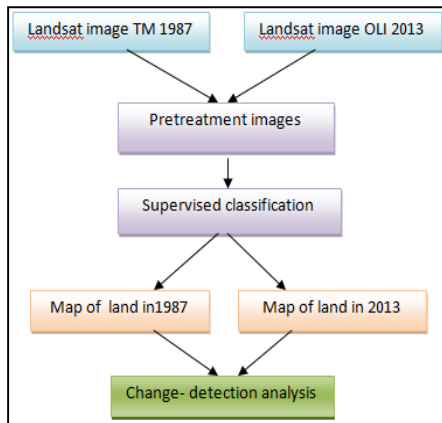 Landsat image TM 1987
Landsat image OLI 2013
Pretreatment images
Supervised classification
Map of land in1987
Map of land in 2013
Change- detection analysis